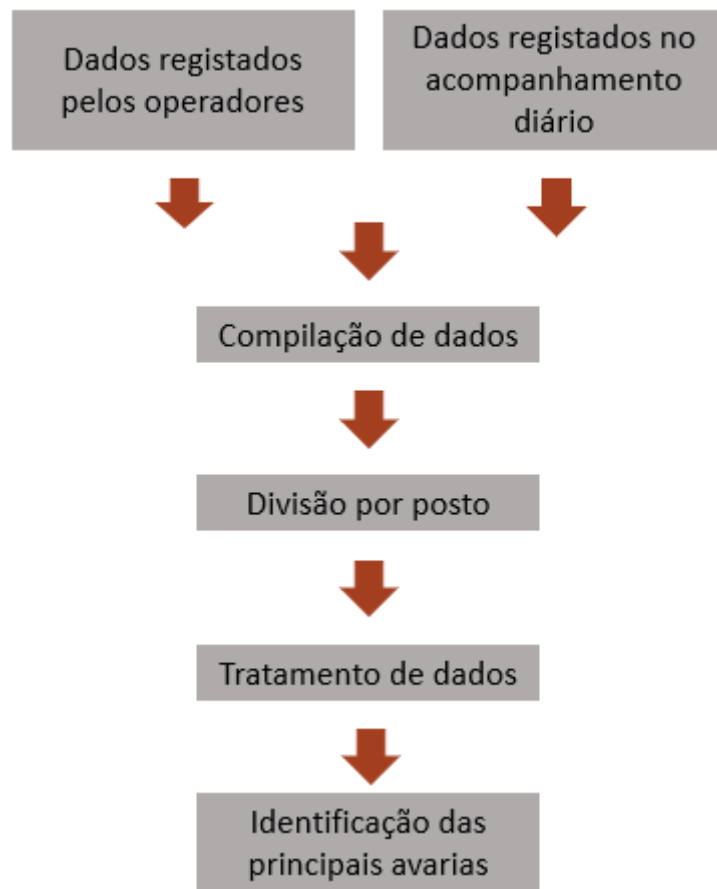 Dados registados
pelos operadores
Dados registados no
acompanhamento
diário
Compilação de dados
Divisão por posto
Tratamento de dados
Identificação das
principais avarias